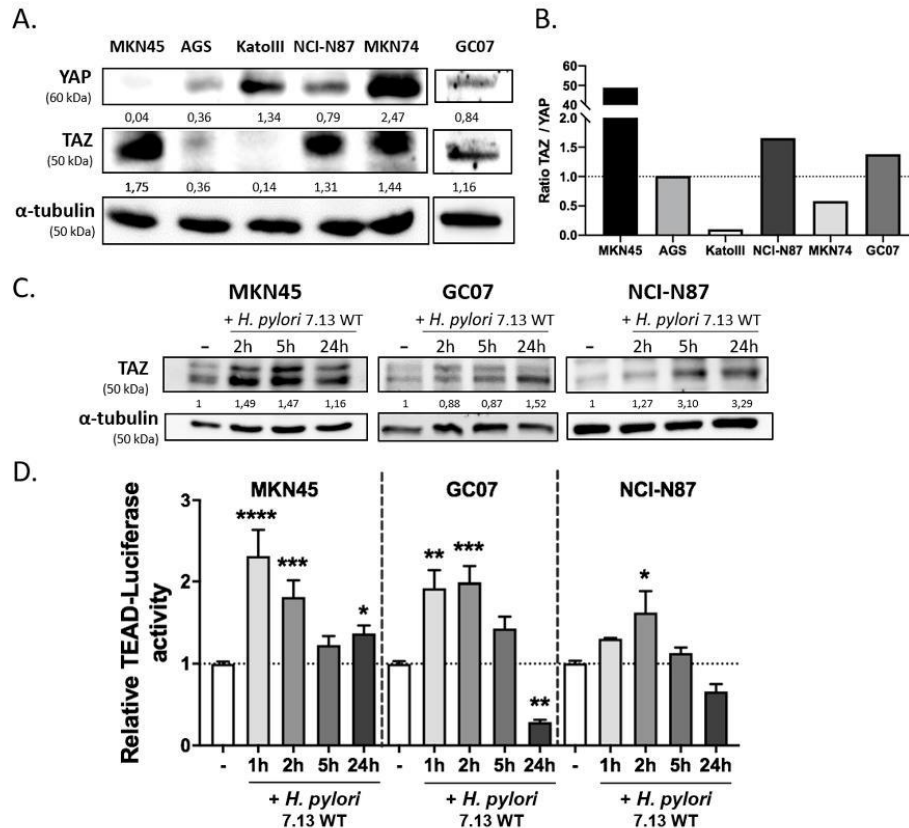 A.
MKN45 AGS KatoIII NCI-N87 MKN74 GC07
YAP
(60 kDa)
0,04 0,36 1,34 0,79 2,47 0,84
TAZ
(50 kDa)
1,75 0,36 0,14 1,31 1,44 1,16
α-tubulin
(50 kDa)
B.
Ratio TAZ / YAP
60
50
40
2.0
1.5
1.0
0.5
0.0
MKN45 AGS KatoIII NCI-N87 MKN74 GC07
C.
MKN45 GC07 NCI-N87
+ H. pylori 7.13 WT + H. pylori 7.13 WT + H. pylori 7.13 WT
– 2h 5h 24h – 2h 5h 24h – 2h 5h 24h
TAZ
(50 kDa)
1 1,49 1,47 1,16 1 0,88 0,87 1,52 1 1,27 3,10 3,29
α-tubulin
(50 kDa)
D.
MKN45 GC07 NCI-N87
Relative TEAD-Luciferase
activity
3
2
1
0
**** *** * ** *** ** *
- 1h 2h 5h 24h - 1h 2h 5h 24h - 1h 2h 5h 24h
+ H. pylori + H. pylori + H. pylori
7.13 WT 7.13 WT 7.13 WT